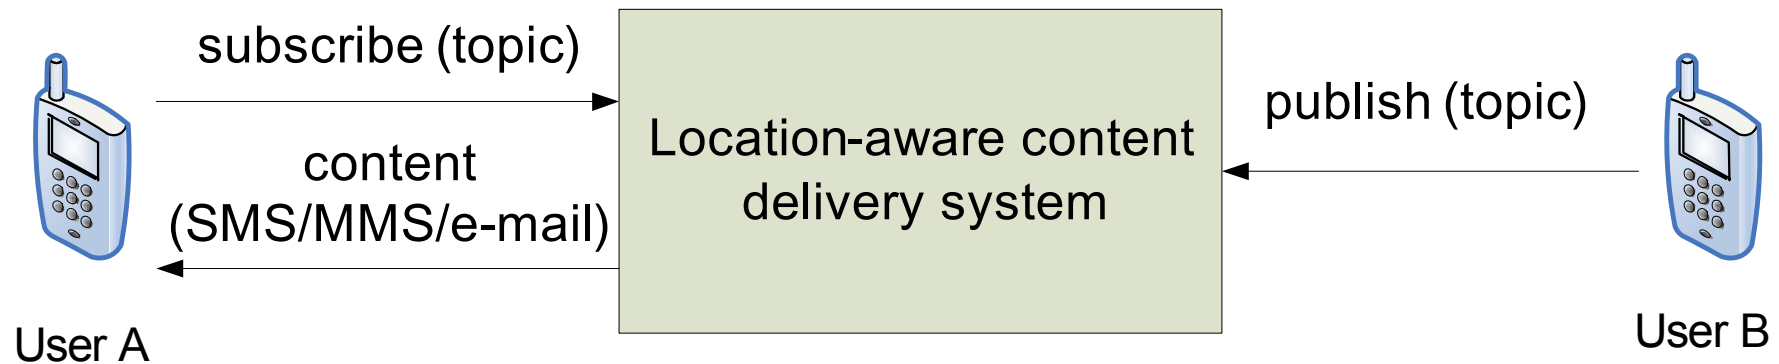 subscribe (topic)
content
(SMS/MMS/e-mail)
User A
Location-aware content
delivery system
publish (topic)
User B